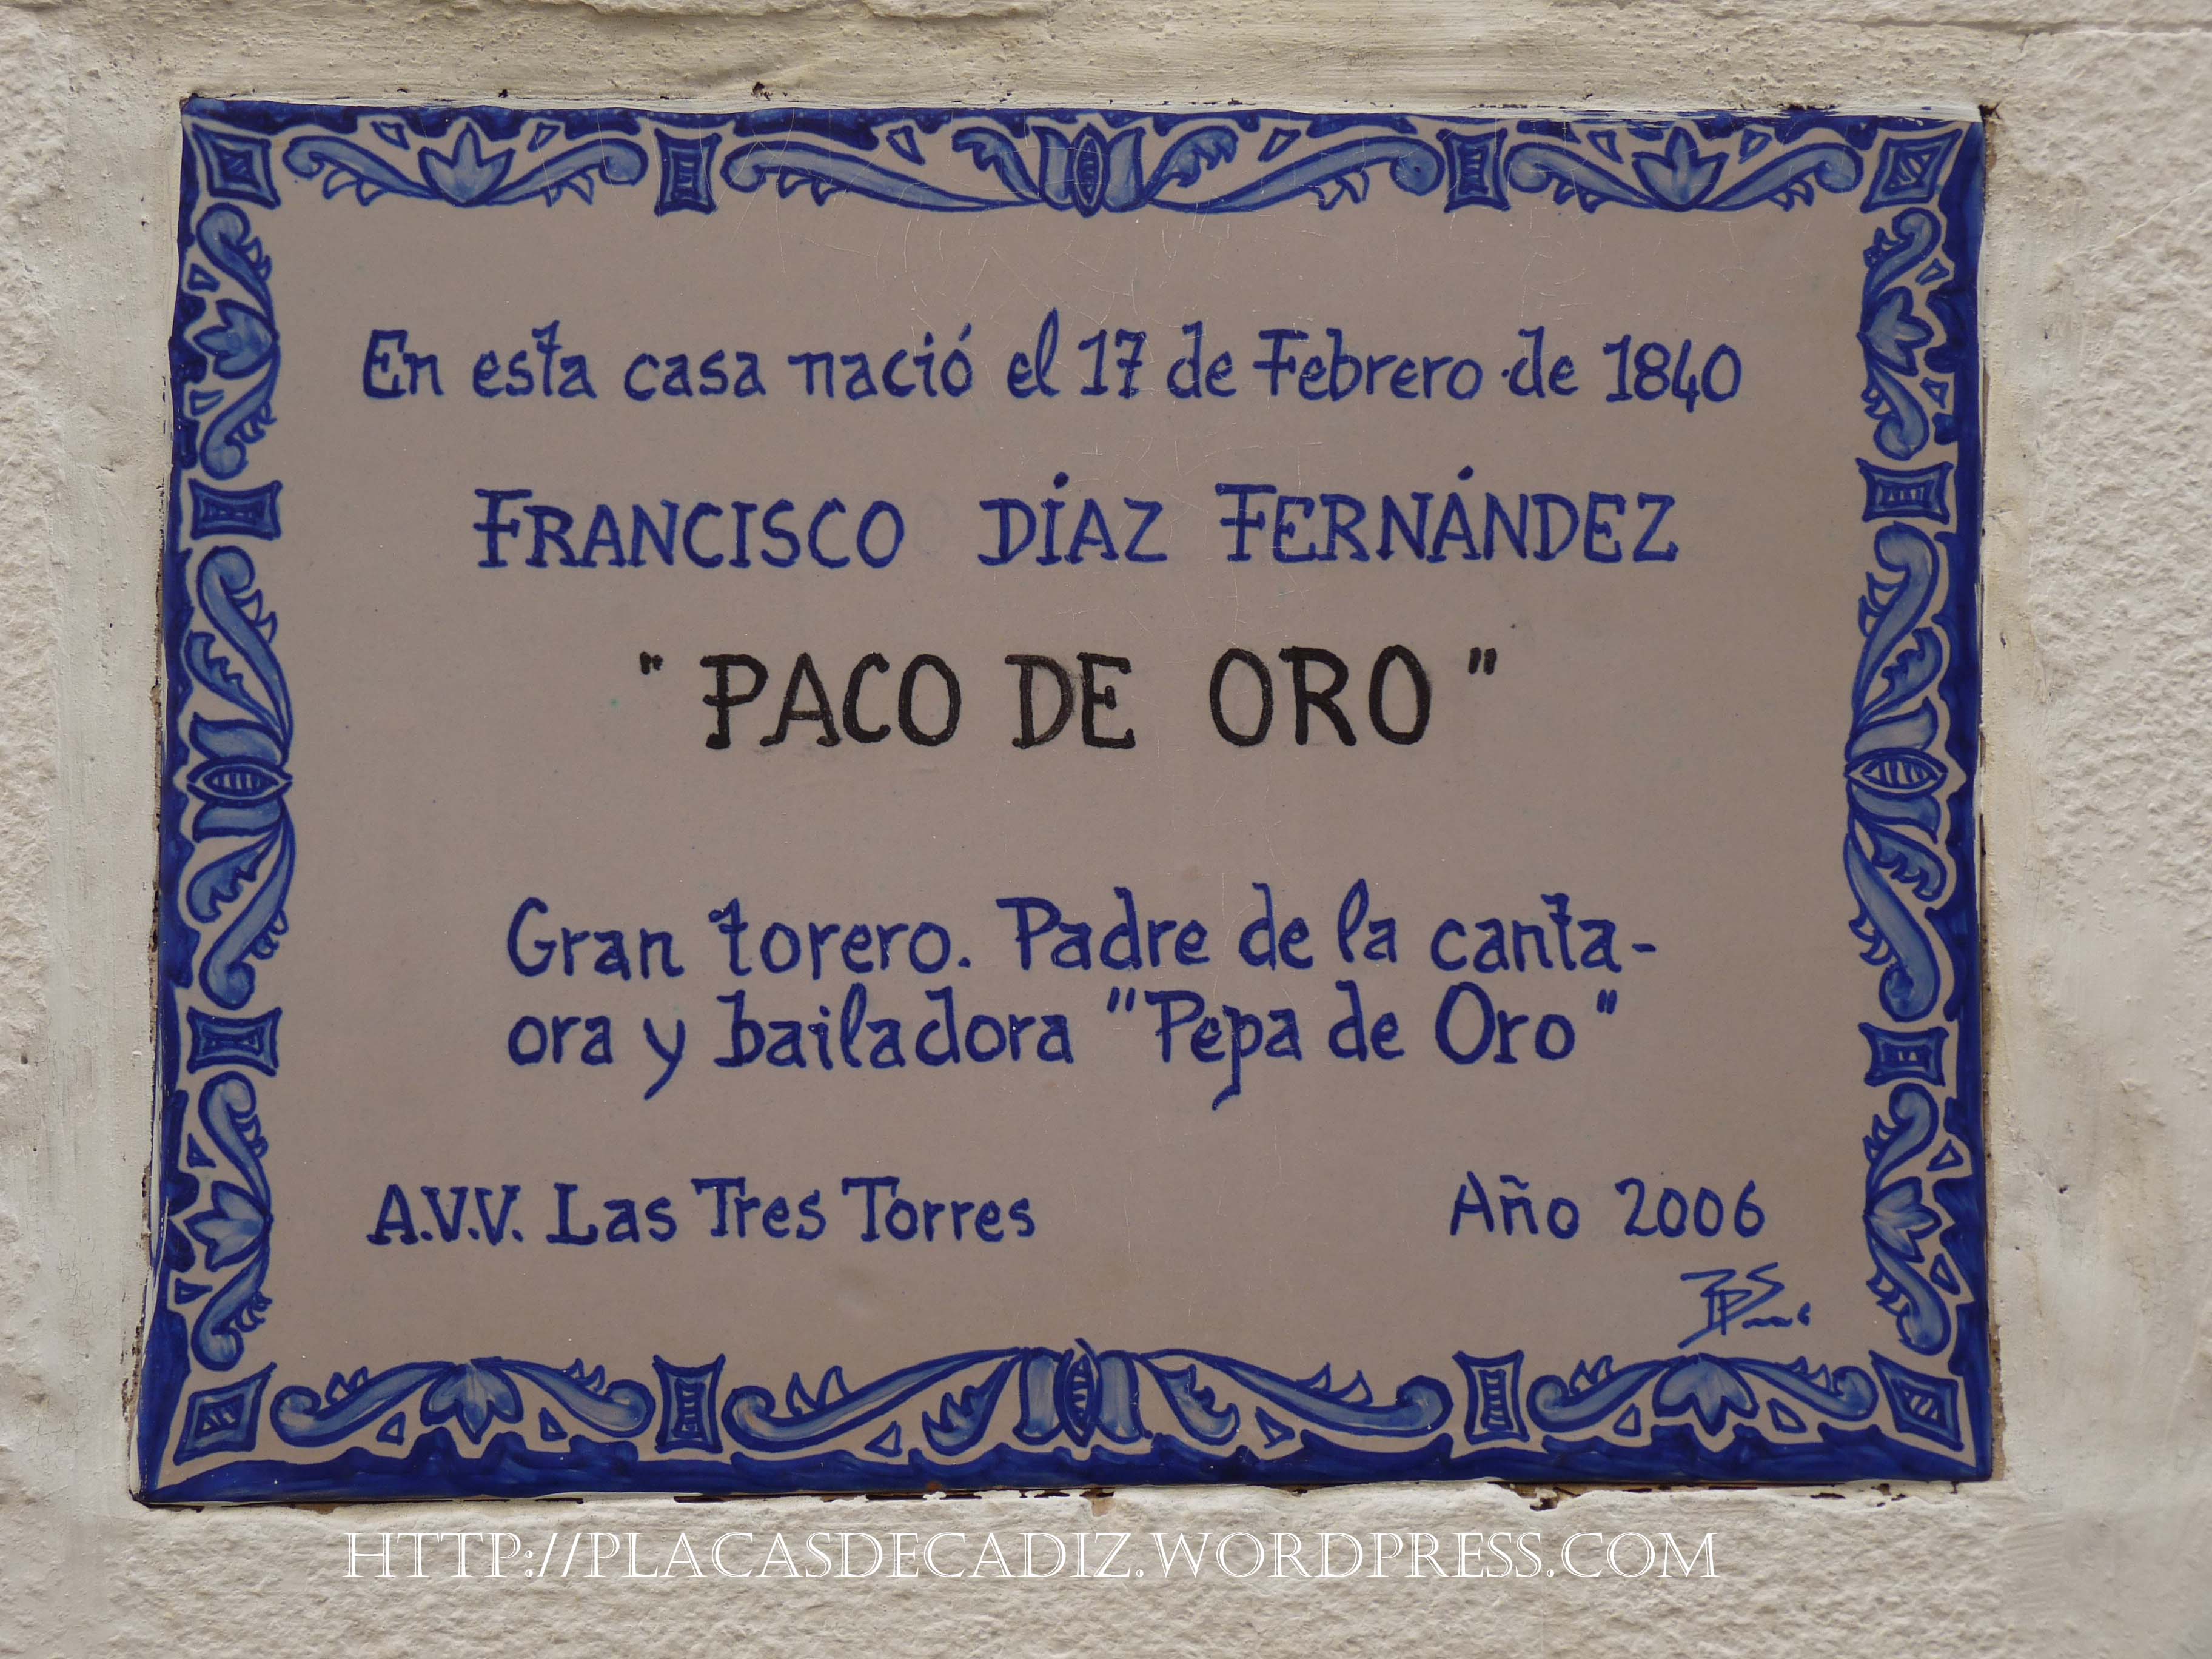 En esta casa nació el 17 de Febrero de 1840
FRANCISCO DÍAZ FERNÁNDEZ
"PACO DE ORO"
Gran torero. Padre de la canta-
ora y bailadora "Pepa de Oro"
A.V.V. Las Tres Torres Año 2006
HTTP://PLACASDECADIZ.WORDPRESS.COM